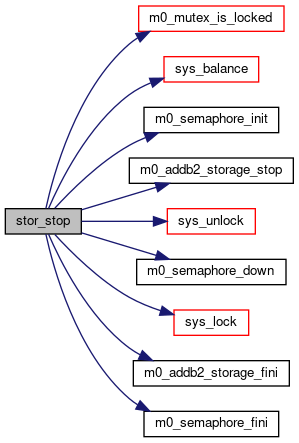 m0_mutex_is_locked
sys_balance
m0_semaphore_init
m0_addb2_storage_stop
stor_stop
sys_unlock
m0_semaphore_down
sys_lock
m0_addb2_storage_fini
m0_semaphore_fini